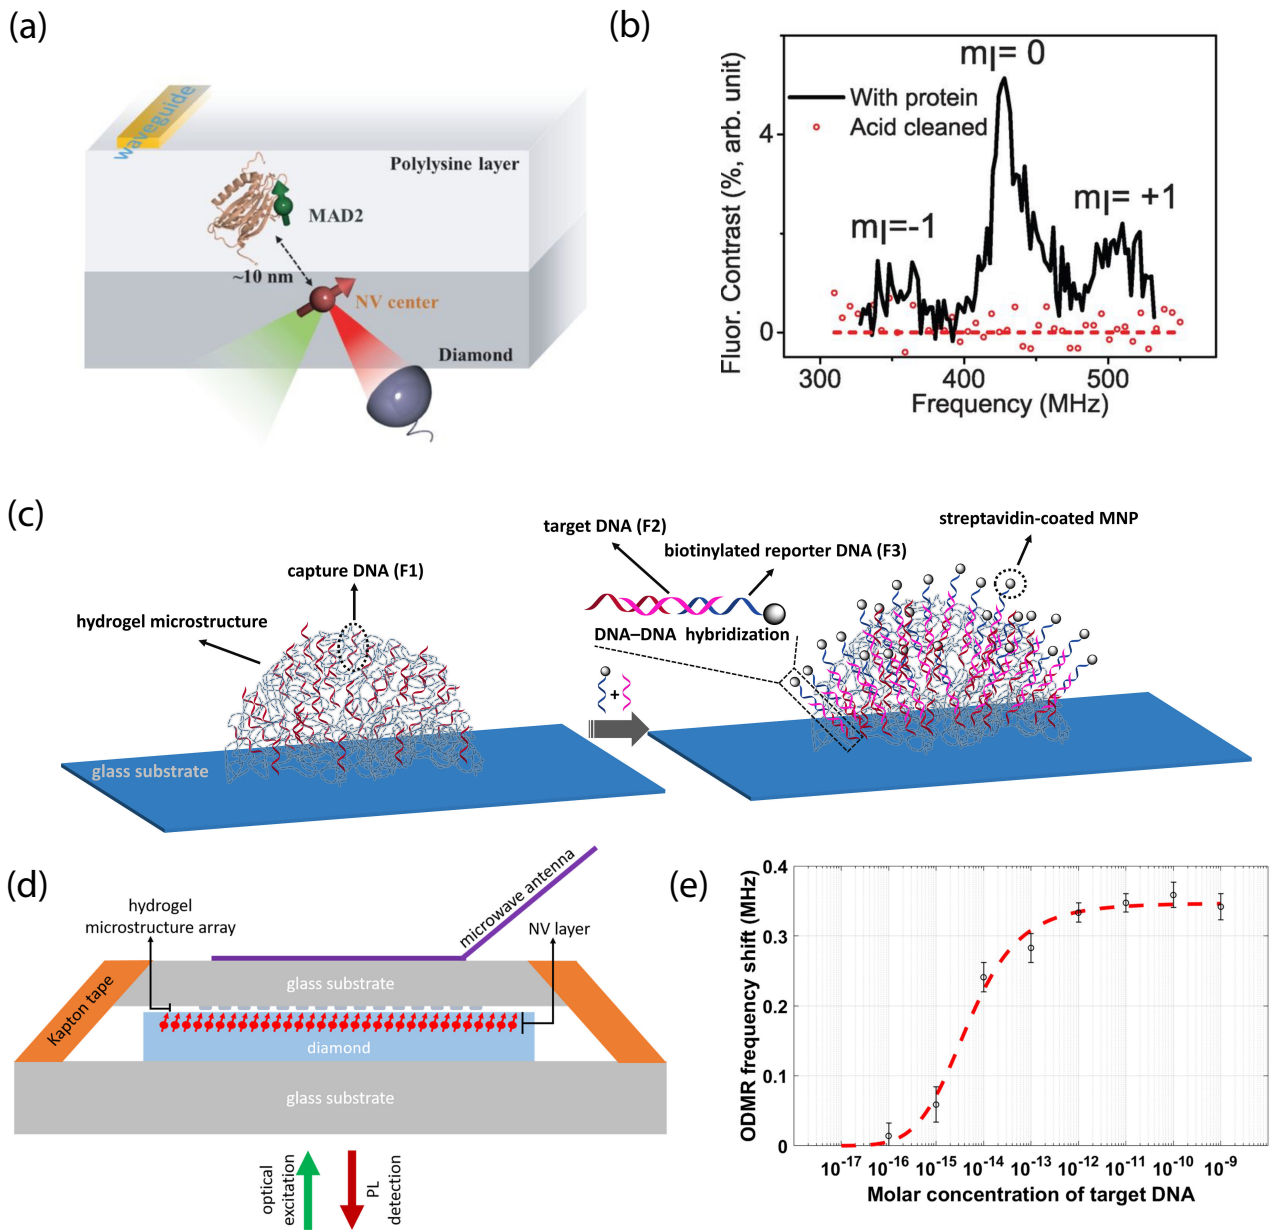 (a)
waveguide
Polylysine layer
MAD2
~10 nm
NV center
Diamond
(b)
Fluor. Contrast (%, arb. unit)
4
0
mI= 0
With protein
Acid cleaned
mI=-1
mI= +1
300
400
500
Frequency (MHz)
(c)
capture DNA (F1)
hydrogel microstructure
glass substrate
target DNA (F2)
biotinylated reporter DNA (F3)
DNA–DNA hybridization
+
streptavidin-coated MNP
(d)
hydrogel
microstructure array
microwave antenna
NV layer
Kapton tape
glass substrate
diamond
glass substrate
optical
excitation
PL
detection
(e)
ODMR frequency shift (MHz)
0.4
0.3
0.2
0.1
0
10⁻¹⁷
10⁻¹⁶
10⁻¹⁵
10⁻¹⁴
10⁻¹³
10⁻¹²
10⁻¹¹
10⁻¹⁰
10⁻⁹
Molar concentration of target DNA